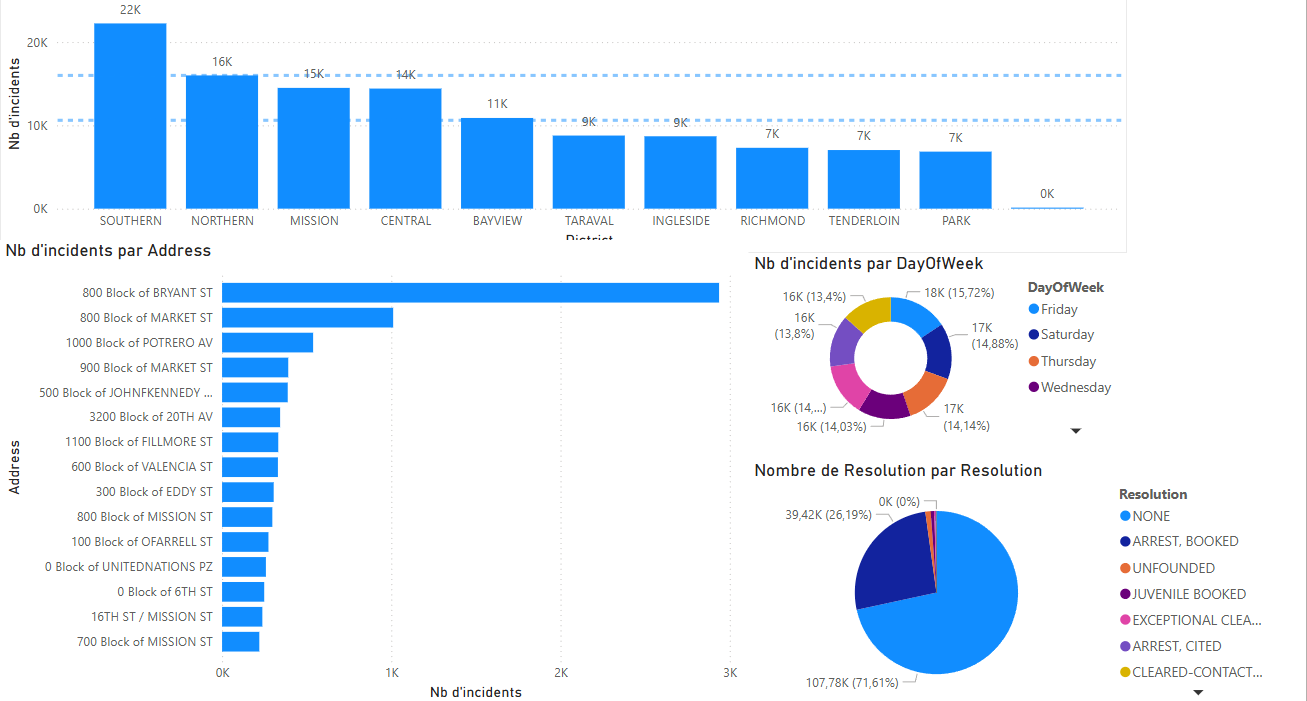 22K
20K
16K
15K
14K
11K
10K
9K
9K
7K
7K
7K
0K
0K
Nb d'incidents
SOUTHERN NORTHERN MISSION CENTRAL BAYVIEW TARAVAL INGLESIDE RICHMOND TENDERLOIN PARK
District
Nb d'incidents par Address
Address
800 Block of BRYANT ST
800 Block of MARKET ST
1000 Block of POTRERO AV
900 Block of MARKET ST
500 Block of JOHNFKENNEDY ...
3200 Block of 20TH AV
1100 Block of FILLMORE ST
600 Block of VALENCIA ST
300 Block of EDDY ST
800 Block of MISSION ST
100 Block of OFARRELL ST
0 Block of UNITEDNATIONS PZ
0 Block of 6TH ST
16TH ST / MISSION ST
700 Block of MISSION ST
0K 1K 2K 3K
Nb d'incidents
Nb d'incidents par DayOfWeek
18K (15,72%)
17K
(14,88%)
17K
(14,14%)
16K (14,03%)
16K (14,...)
16K
(13,8%)
16K (13,4%)
DayOfWeek
Friday
Saturday
Thursday
Wednesday
Nombre de Resolution par Resolution
0K (0%)
39,42K (26,19%)
107,78K (71,61%)
Resolution
NONE
ARREST, BOOKED
UNFOUNDED
JUVENILE BOOKED
EXCEPTIONAL CLEA...
ARREST, CITED
CLEARED-CONTACT...